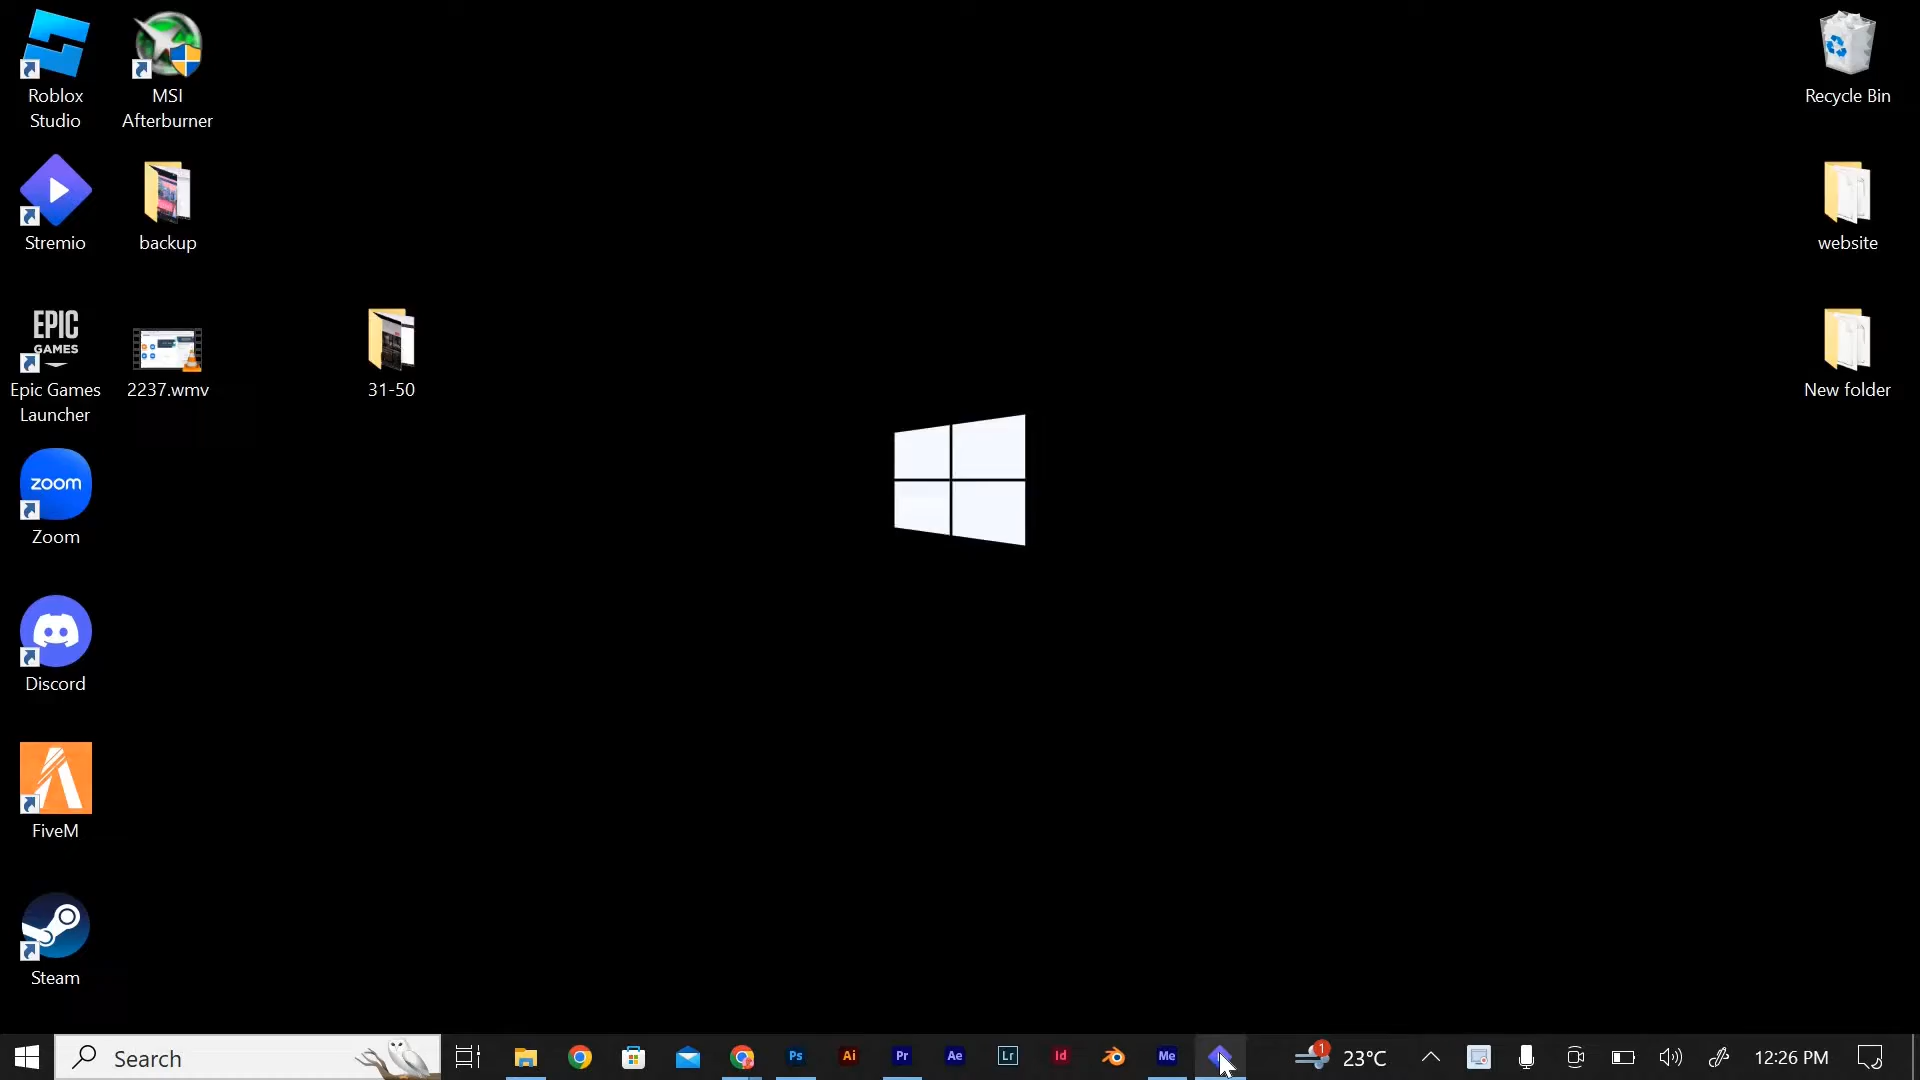 Roblox
Studio
MSI
Afterburner
Recycle Bin
Stremio
backup
website
EPIC
GAMES
Epic Games
Launcher
2237.wmv
31-50
New folder
zoom
Zoom
Discord
FiveM
Steam
Search
Ps
Ai
Pr
Ae
Lr
Id
Me
1
23°C
12:26 PM